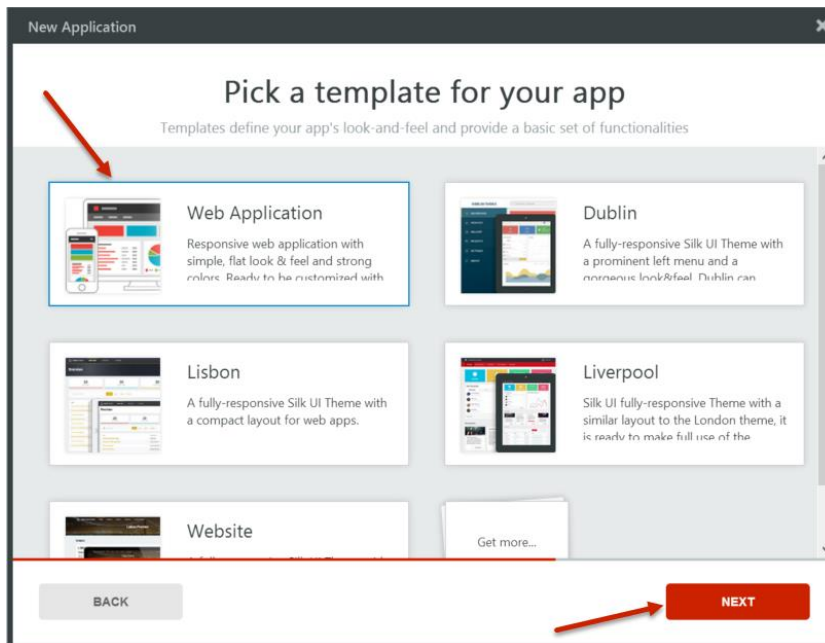 New Application
Pick a template for your app
Templates define your app's look-and-feel and provide a basic set of functionalities
Web Application
Responsive web application with
simple, flat look & feel and strong
colors. Ready to be customized with
Dublin
A fully-responsive Silk UI Theme with
a prominent left menu and a
gorgeous look&feel. Dublin can
Lisbon
A fully-responsive Silk UI Theme with
a compact layout for web apps.
Liverpool
Silk UI fully-responsive Theme with a
similar layout to the London theme, it
is ready to make full use of the
Website
Get more...
BACK
NEXT